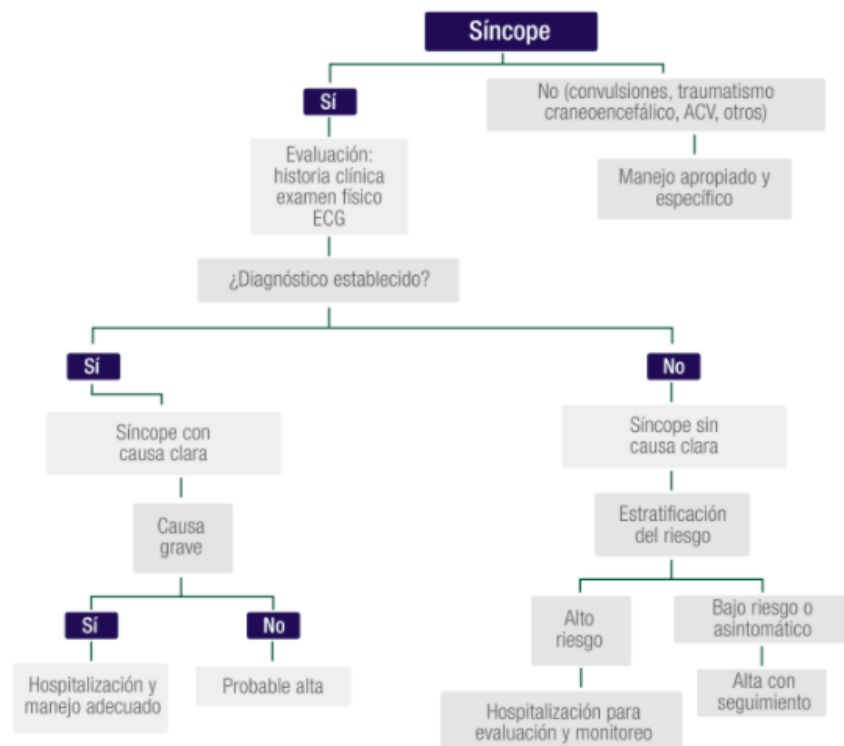 Síncope
Sí
No (convulsiones, traumatismo
craneoencefálico, ACV, otros)
Evaluación:
historia clínica
examen físico
ECG
Manejo apropiado y
específico
¿Diagnóstico establecido?
Sí
No
Síncope con
causa clara
Síncope sin
causa clara
Causa
grave
Estratificación
del riesgo
Sí
No
Alto
riesgo
Bajo riesgo o
asintomático
Hospitalización y
manejo adecuado
Probable alta
Hospitalización para
evaluación y monitoreo
Alta con
seguimiento